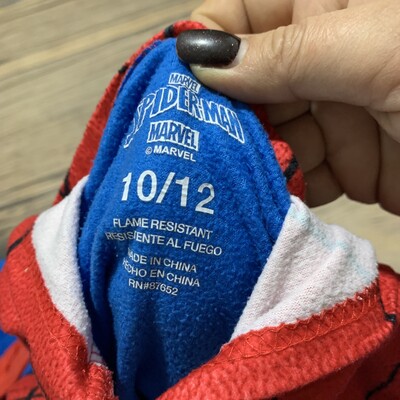 MARVEL
SPIDER-MAN
MARVEL
© MARVEL
10/12
FLAME RESISTANT
RESISTENTE AL FUEGO
MADE IN CHINA
HECHO EN CHINA
RN#87652